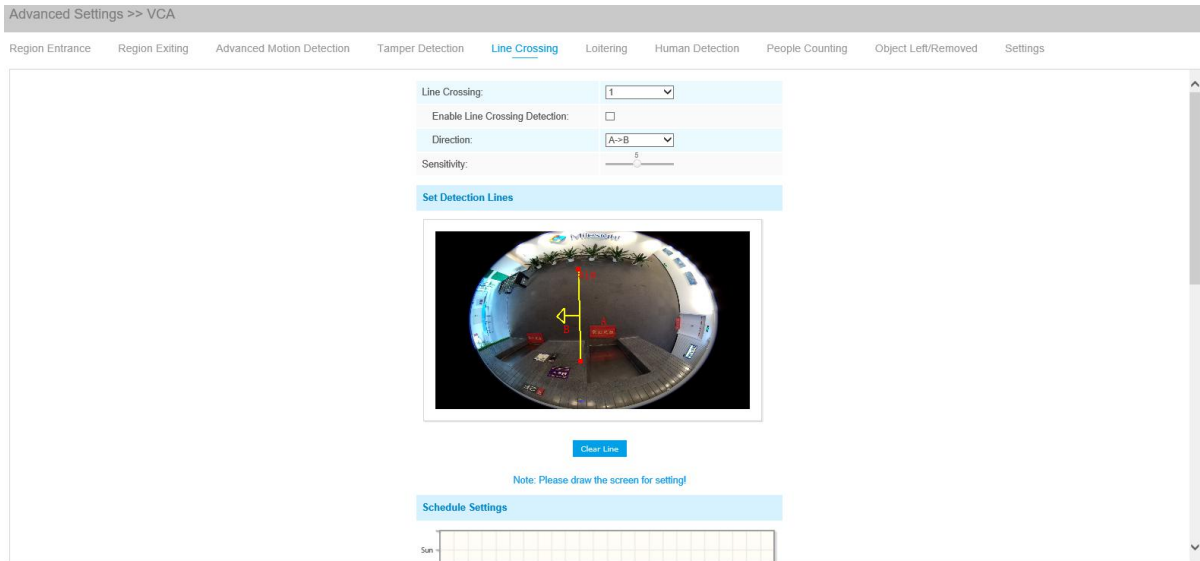 Advanced Settings >> VCA
Region Entrance Region Exiting Advanced Motion Detection Tamper Detection Line Crossing Loitering Human Detection People Counting Object Left/Removed Settings
Line Crossing: 1
Enable Line Crossing Detection:
Direction: A->B
Sensitivity: 5
Set Detection Lines
A
B
Clear Line
Note: Please draw the screen for setting!
Schedule Settings
Sun